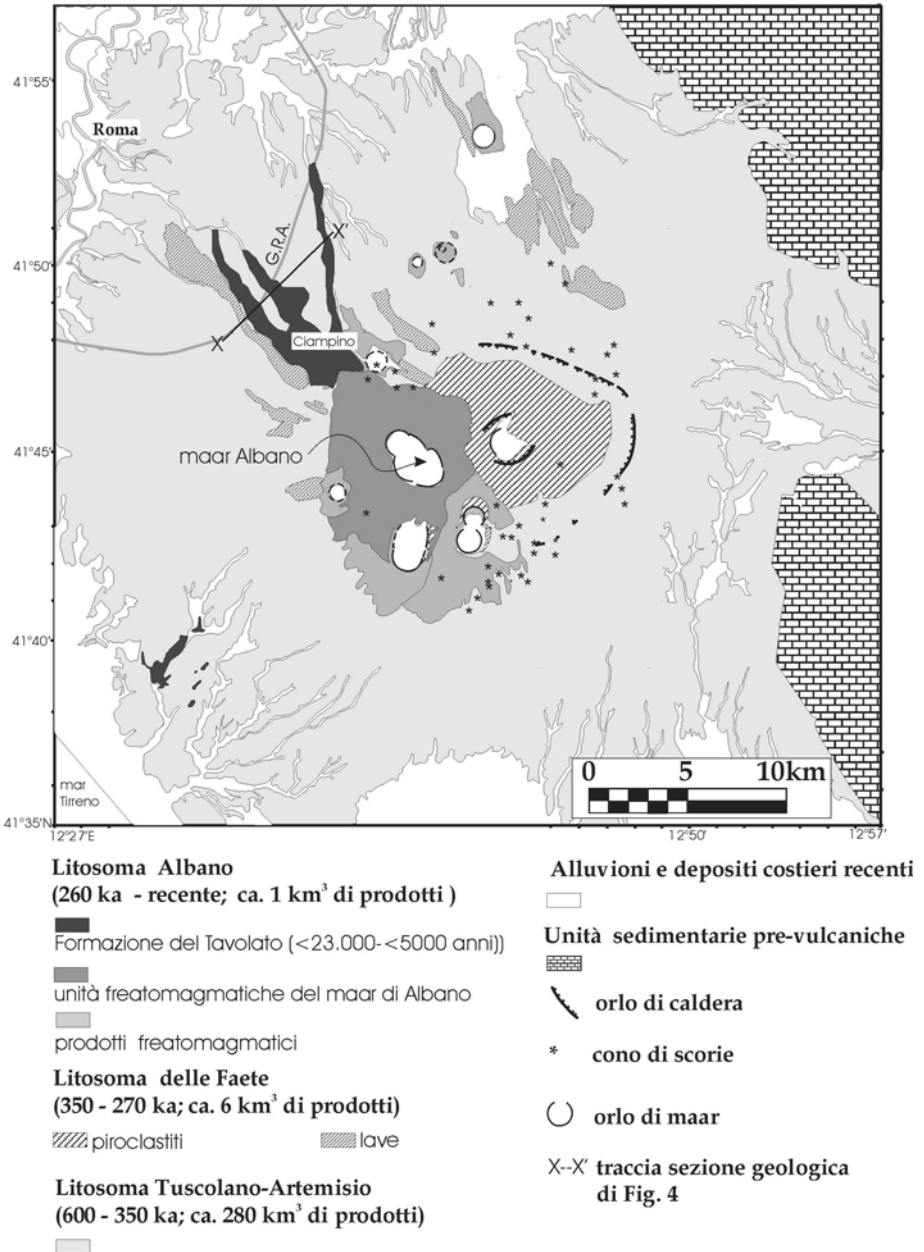 41°55'
Roma
41°50'
G.R.A.
X'
X
Ciampino
41°45'
maar Albano
41°40'
mar
Tirreno
0 5 10km
41°35'N
12°27'E
12°50'
12°57'
Litosoma Albano
(260 ka - recente; ca. 1 km³ di prodotti )
Formazione del Tavolato (<23.000-<5000 anni))
unità freatomagmatiche del maar di Albano
prodotti freatomagmatici
Litosoma delle Faete
(350 - 270 ka; ca. 6 km³ di prodotti)
piroclastiti
lave
Litosoma Tuscolano-Artemisio
(600 - 350 ka; ca. 280 km³ di prodotti)
Alluvioni e depositi costieri recenti
Unità sedimentarie pre-vulcaniche
orlo di caldera
* cono di scorie
orlo di maar
X--X' traccia sezione geologica
di Fig. 4